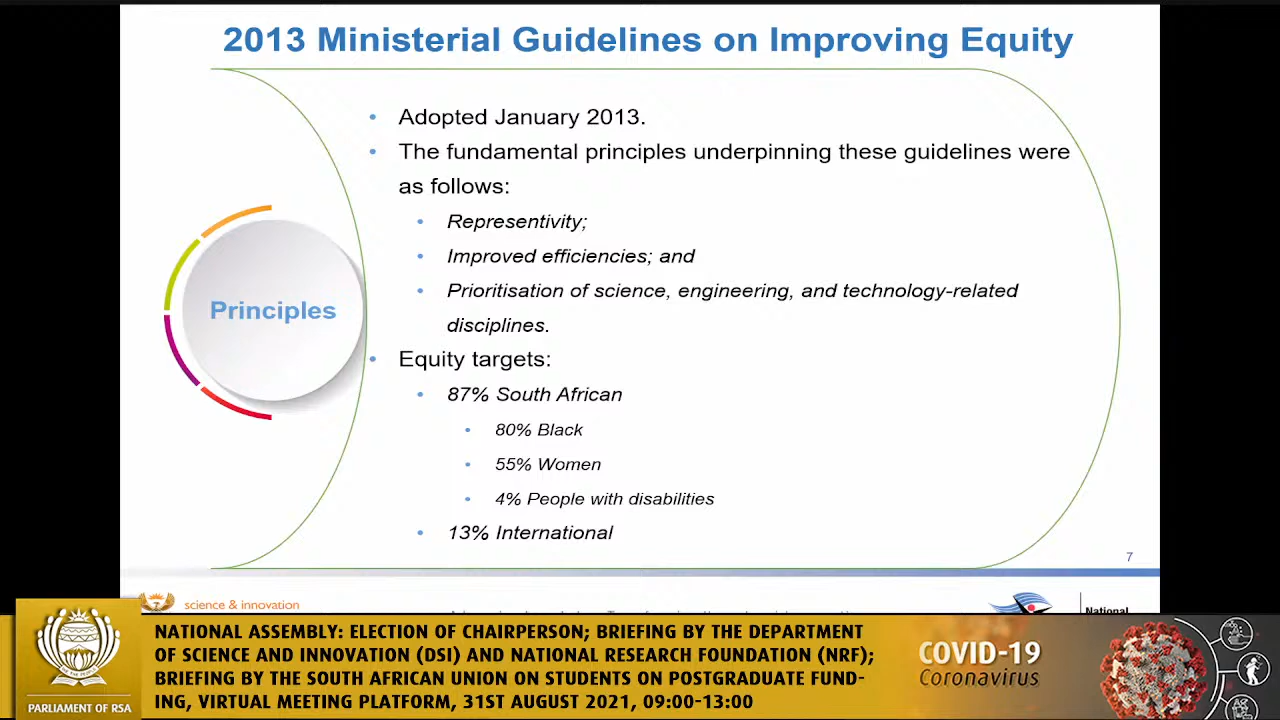 2013 Ministerial Guidelines on Improving Equity
• Adopted January 2013.
• The fundamental principles underpinning these guidelines were
as follows:
• Representivity;
• Improved efficiencies; and
• Prioritisation of science, engineering, and technology-related
disciplines.
Principles
• Equity targets:
• 87% South African
• 80% Black
• 55% Women
• 4% People with disabilities
• 13% International
7
science & innovation
National
PARLIAMENT OF RSA
NATIONAL ASSEMBLY: ELECTION OF CHAIRPERSON; BRIEFING BY THE DEPARTMENT
OF SCIENCE AND INNOVATION (DSI) AND NATIONAL RESEARCH FOUNDATION (NRF);
BRIEFING BY THE SOUTH AFRICAN UNION ON STUDENTS ON POSTGRADUATE FUND-
ING, VIRTUAL MEETING PLATFORM, 31ST AUGUST 2021, 09:00-13:00
COVID-19
Coronavirus